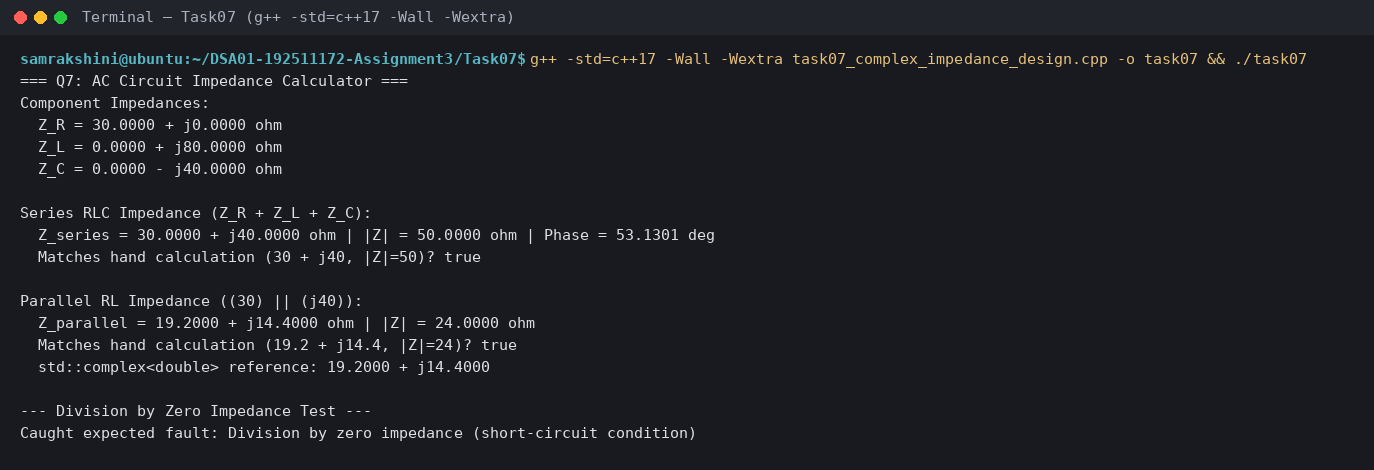 Terminal — Task07 (g++ -std=c++17 -Wall -Wextra)
samrakshini@ubuntu:~/DSA01-192511172-Assignment3/Task07$ g++ -std=c++17 -Wall -Wextra task07_complex_impedance_design.cpp -o task07 && ./task07
=== Q7: AC Circuit Impedance Calculator ===
Component Impedances:
  Z_R = 30.0000 + j0.0000 ohm
  Z_L = 0.0000 + j80.0000 ohm
  Z_C = 0.0000 - j40.0000 ohm

Series RLC Impedance (Z_R + Z_L + Z_C):
  Z_series = 30.0000 + j40.0000 ohm | |Z| = 50.0000 ohm | Phase = 53.1301 deg
  Matches hand calculation (30 + j40, |Z|=50)? true

Parallel RL Impedance ((30) || (j40)):
  Z_parallel = 19.2000 + j14.4000 ohm | |Z| = 24.0000 ohm
  Matches hand calculation (19.2 + j14.4, |Z|=24)? true
  std::complex<double> reference: 19.2000 + j14.4000

--- Division by Zero Impedance Test ---
Caught expected fault: Division by zero impedance (short-circuit condition)